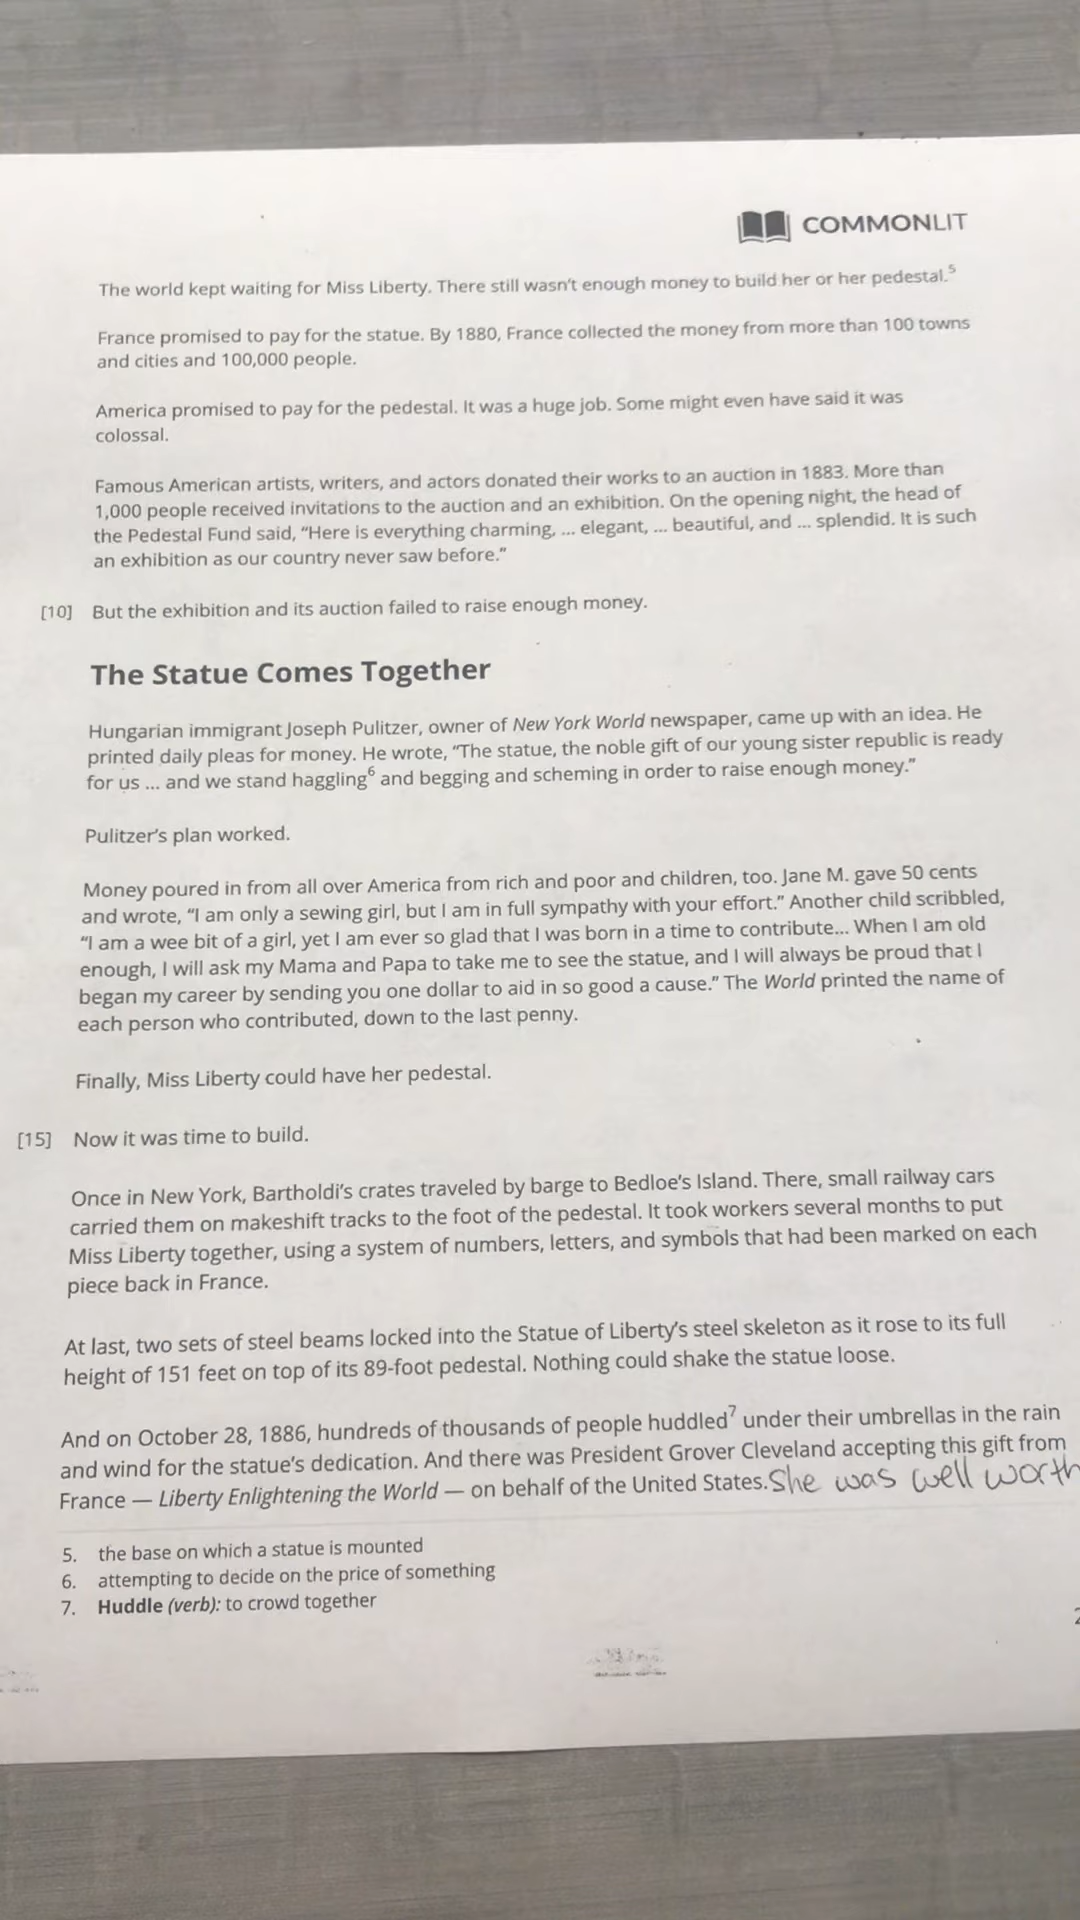 COMMONLIT
The world kept waiting for Miss Liberty. There still wasn't enough money to build her or her pedestal.5
France promised to pay for the statue. By 1880, France collected the money from more than 100 towns
and cities and 100,000 people.
America promised to pay for the pedestal. It was a huge job. Some might even have said it was
colossal.
Famous American artists, writers, and actors donated their works to an auction in 1883. More than
1,000 people received invitations to the auction and an exhibition. On the opening night, the head of
the Pedestal Fund said, “Here is everything charming, ... elegant, ... beautiful, and ... splendid. It is such
an exhibition as our country never saw before.”
[10] But the exhibition and its auction failed to raise enough money.
The Statue Comes Together
Hungarian immigrant Joseph Pulitzer, owner of New York World newspaper, came up with an idea. He
printed daily pleas for money. He wrote, “The statue, the noble gift of our young sister republic is ready
for us ... and we stand haggling6 and begging and scheming in order to raise enough money.”
Pulitzer's plan worked.
Money poured in from all over America from rich and poor and children, too. Jane M. gave 50 cents
and wrote, “I am only a sewing girl, but I am in full sympathy with your effort.” Another child scribbled,
“I am a wee bit of a girl, yet I am ever so glad that I was born in a time to contribute... When I am old
enough, I will ask my Mama and Papa to take me to see the statue, and I will always be proud that I
began my career by sending you one dollar to aid in so good a cause.” The World printed the name of
each person who contributed, down to the last penny.
Finally, Miss Liberty could have her pedestal.
[15] Now it was time to build.
Once in New York, Bartholdi's crates traveled by barge to Bedloe's Island. There, small railway cars
carried them on makeshift tracks to the foot of the pedestal. It took workers several months to put
Miss Liberty together, using a system of numbers, letters, and symbols that had been marked on each
piece back in France.
At last, two sets of steel beams locked into the Statue of Liberty's steel skeleton as it rose to its full
height of 151 feet on top of its 89-foot pedestal. Nothing could shake the statue loose.
And on October 28, 1886, hundreds of thousands of people huddled7 under their umbrellas in the rain
and wind for the statue's dedication. And there was President Grover Cleveland accepting this gift from
France — Liberty Enlightening the World — on behalf of the United States. She was well worth
5. the base on which a statue is mounted
6. attempting to decide on the price of something
7. Huddle (verb): to crowd together